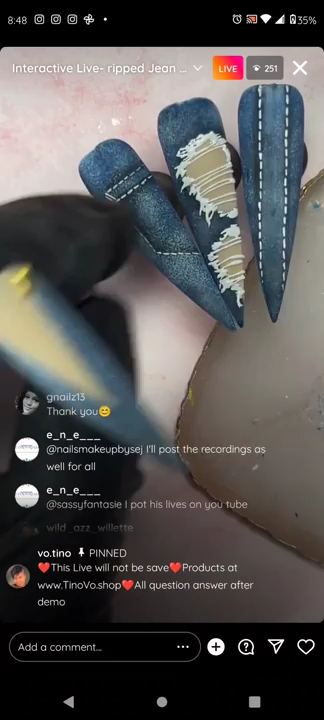 8:48
35%
Interactive Live- ripped Jean ...
LIVE
251
gnailz13
Thank you😊
e_n_e___
@nailsmakeupbysej I'll post the recordings as
well for all
e_n_e___
@sassyfantasie I pot his lives on you tube
wild_azz_willette
vo.tino PINNED
❤️This Live will not be save❤️Products at
www.TinoVo.shop❤️All question answer after
demo
Add a comment...